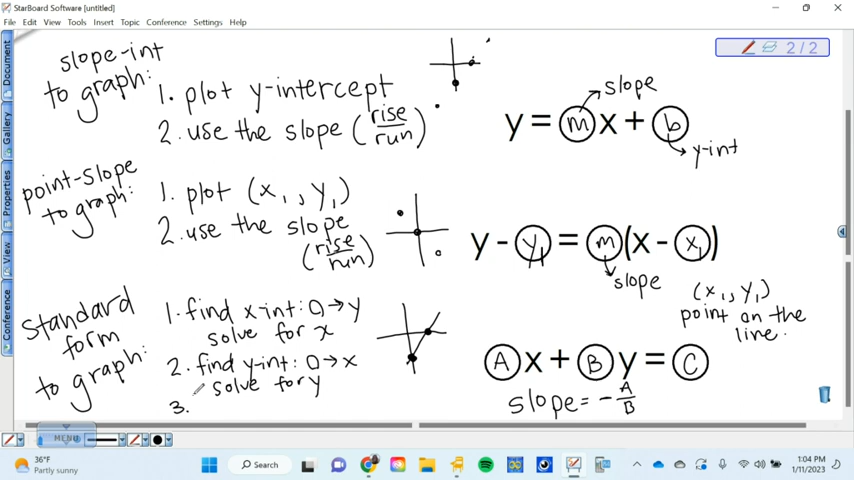 StarBoard Software [untitled]
File Edit View Tools Topic Conference Settings Help
Document
Gallery
Properties
View
Conference
2/2
slope-int
to graph:
1. plot y-intercept
2. use the slope (rise/run)
y = mx + b
slope
y-int
point-slope
to graph:
1. plot (x₁, y₁)
2. use the slope
(rise/run)
y - y₁ = m(x - x₁)
slope
(x₁, y₁)
point on the
line.
Standard
form
to graph:
1. find x-int: 0→y
solve for x
2. find y-int: 0→x
solve for y
3.
Ax + By = C
slope = -A/B
MENU
36°F
Partly sunny
Search
1:04 PM
1/11/2023